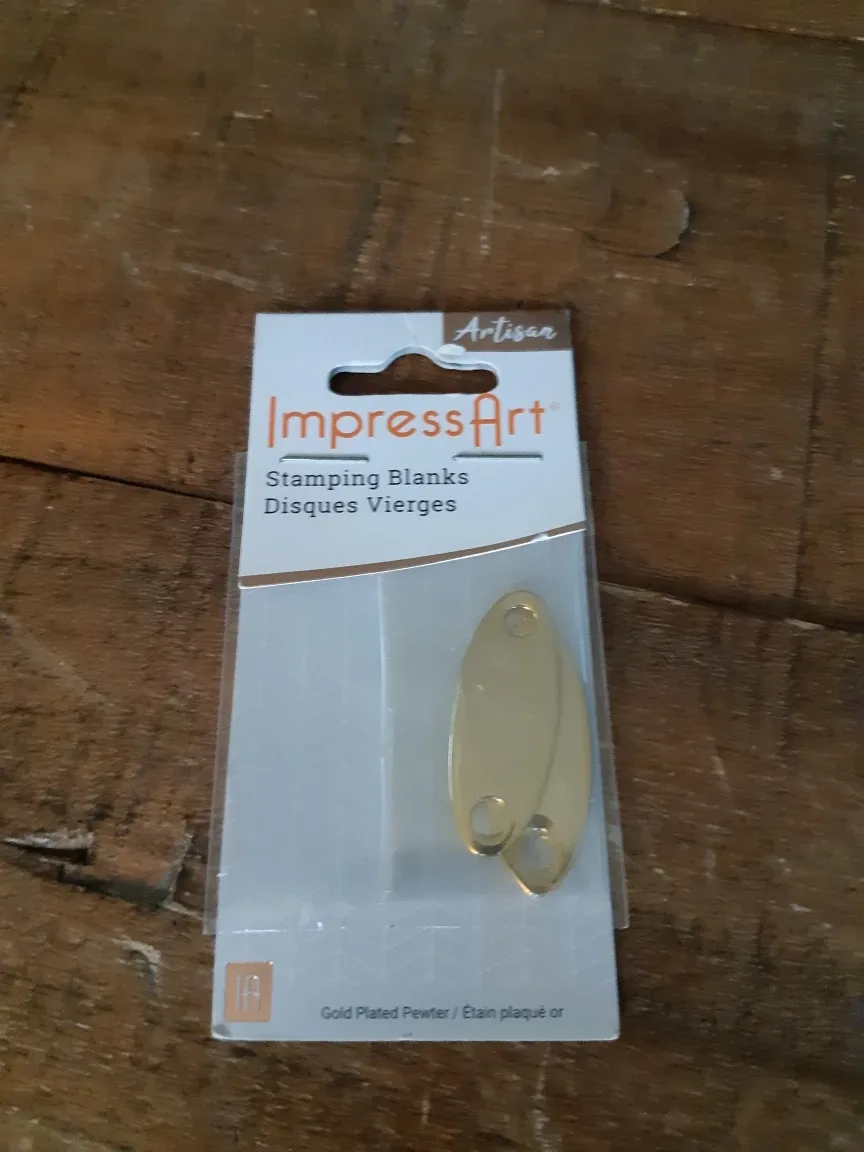 Artisan
ImpressArt®
Stamping Blanks
Disques Vierges
IA
Gold Plated Pewter / Étain plaqué or